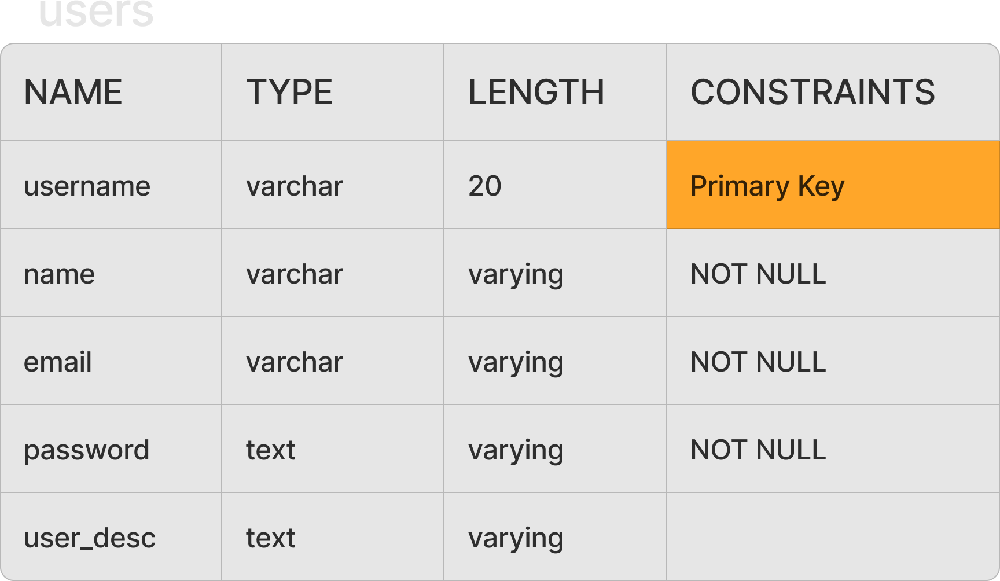 users
NAME TYPE LENGTH CONSTRAINTS
username varchar 20 Primary Key
name varchar varying NOT NULL
email varchar varying NOT NULL
password text varying NOT NULL
user_desc text varying